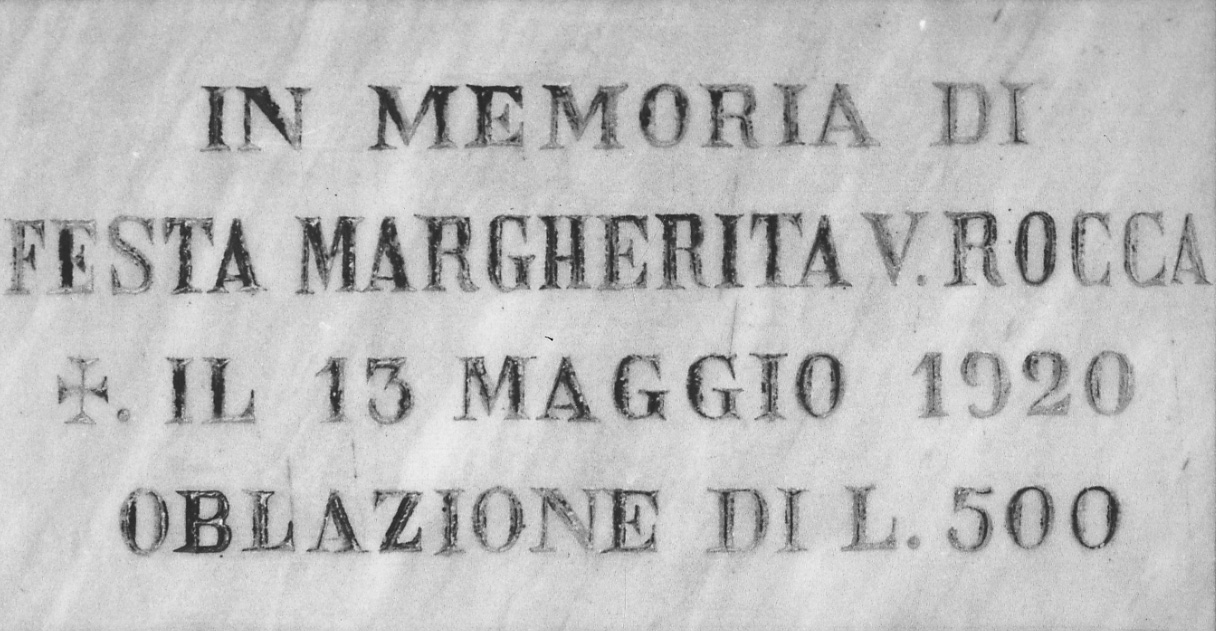 IN MEMORIA DI
FESTA MARGHERITA V. ROCCA
✠. IL 13 MAGGIO 1920
OBLAZIONE DI L. 500